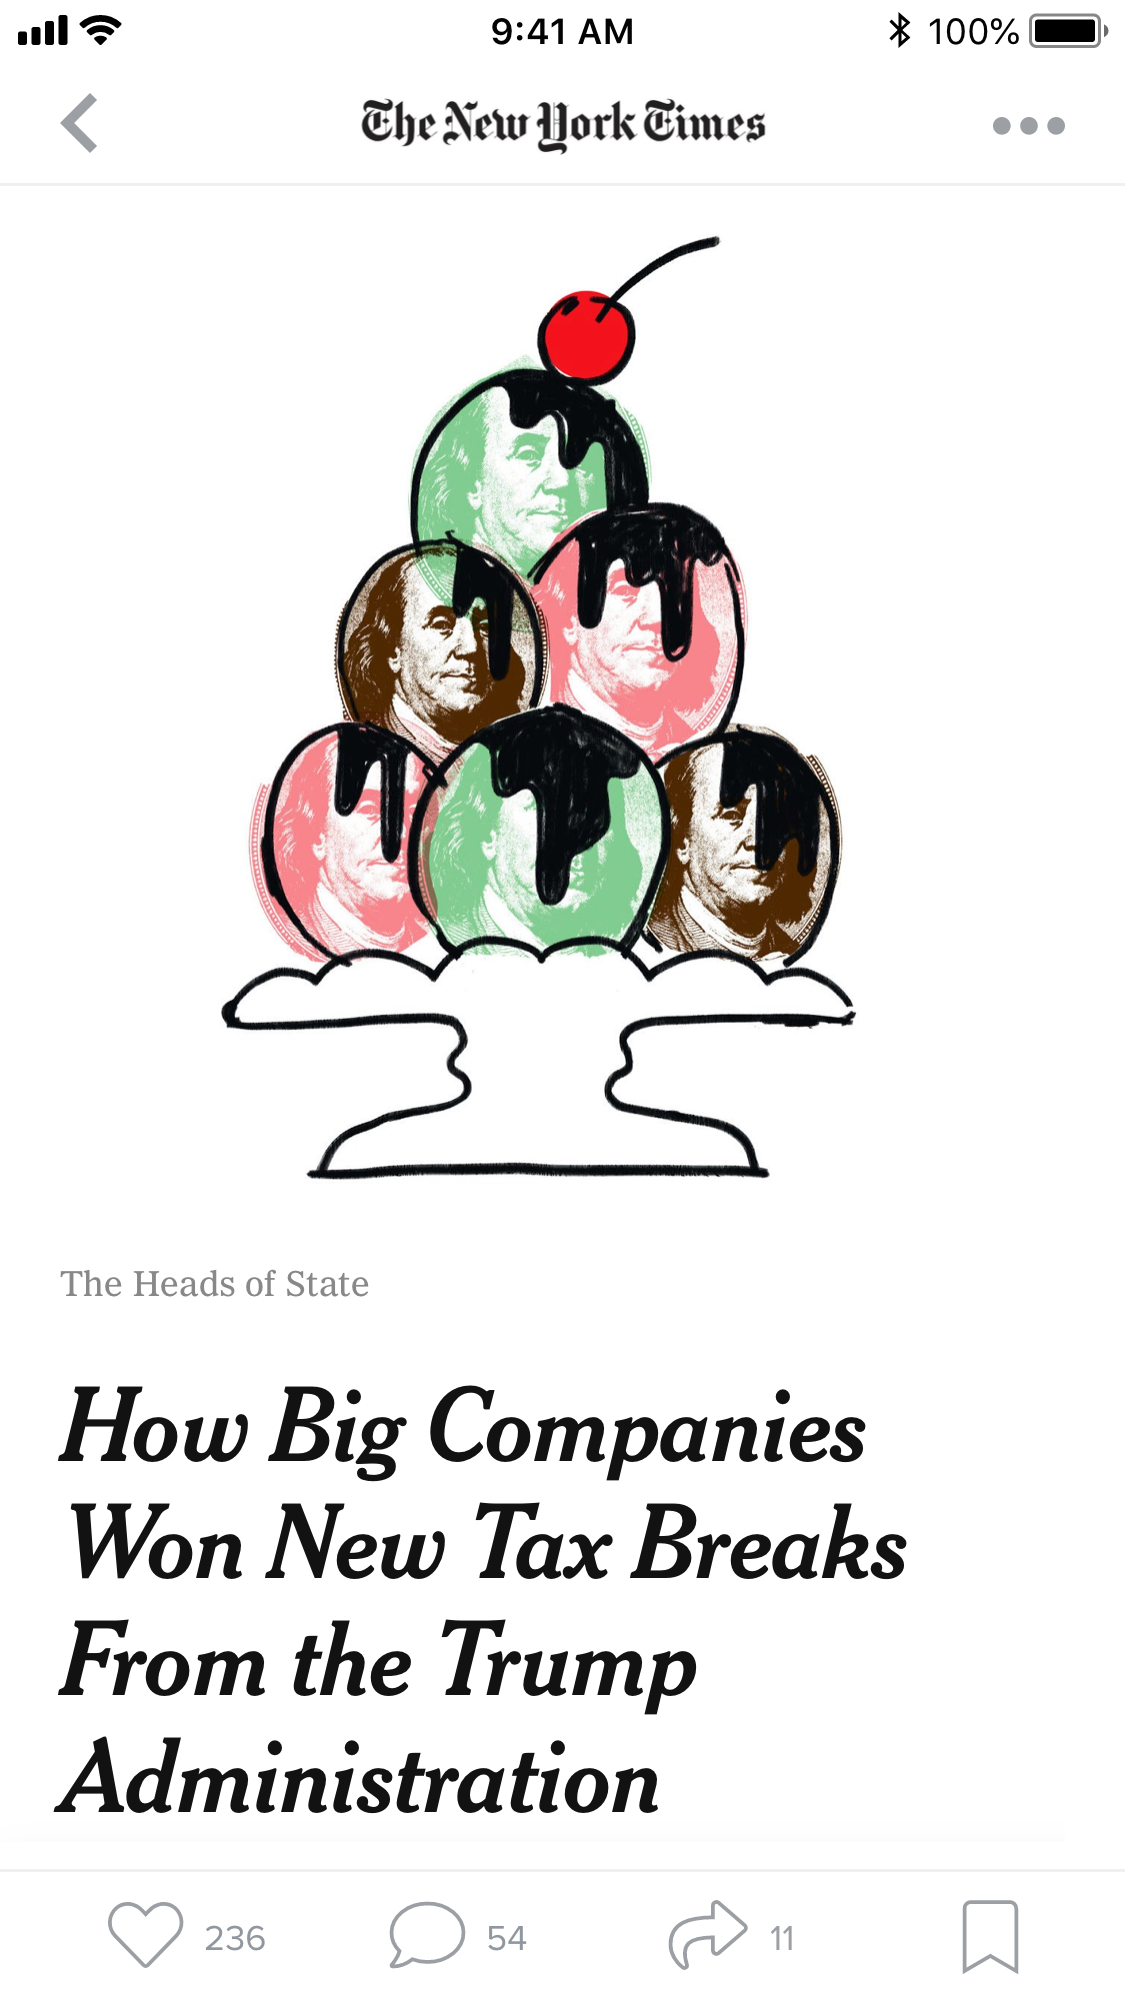 9:41 AM
100%
The New York Times
The Heads of State
How Big Companies
Won New Tax Breaks
From the Trump
Administration
236
54
11